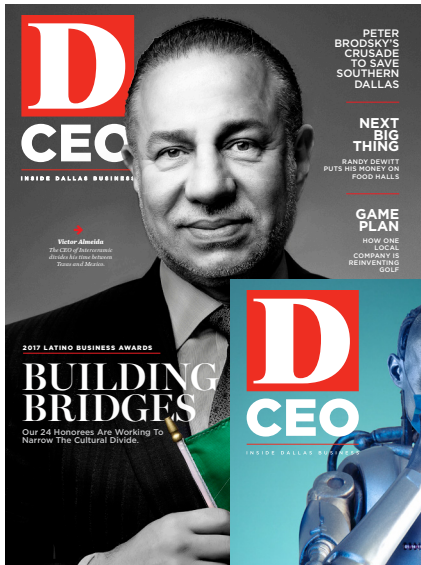 D
CEO
INSIDE DALLAS BUSINESS
PETER
BRODSKY'S
CRUSADE
TO SAVE
SOUTHERN
DALLAS
NEXT
BIG
THING
RANDY DEWITT
PUTS HIS MONEY ON
FOOD HALLS
GAME
PLAN
HOW ONE
LOCAL
COMPANY IS
REINVENTING
GOLF
Victor Almeida
The CEO of Interceramic
divides his time between
Texas and Mexico.
2017 LATINO BUSINESS AWARDS
BUILDING
BRIDGES
Our 24 Honorees Are Working To
Narrow The Cultural Divide.
D
CEO
INSIDE DALLAS BUSINESS